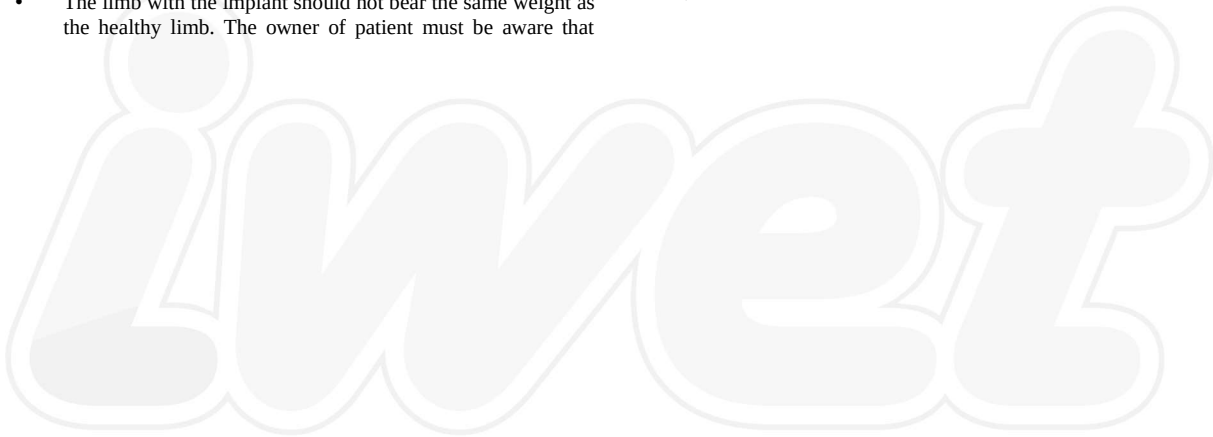 • The limb with the implant should not bear the same weight as
the healthy limb. The owner of patient must be aware that
iwet